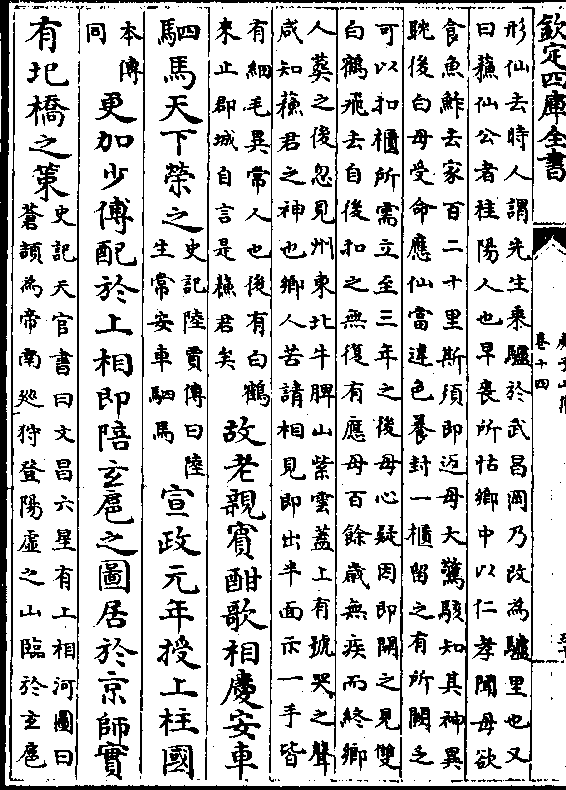 欽定四庫全書
卷十四
形仙去時人謂先生乘驢於武昌岡乃改為驢里也又
曰蘓仙公者桂陽人也早喪所怙鄉中以仁孝聞母欲
食魚鮓去家百二十里斯須即近母大驚駭知其神異
耽後白母受命應仙當違色養封一櫃留之有所闕乏
可以扣櫃所需立至三年之後母心疑因即開之見雙
白鶴飛去自後扣之無復有應母百餘歲無疾而終鄉
人葬之後忽見州東北牛脾山紫雲蓋上有號哭之聲
咸知蘓君之神也鄉人苦請相見即出半面示一手皆
有細毛異常人也後有白鶴
來止郡城自言是蘓君矣
故老親賓酣歌相慶安車
駟馬天下榮之
史記陸賈傳曰陸
生常安車駟馬
宣政元年授上柱國
本傳
同
更加少傅配於上相即陪玄扈之圖居於京師實
有圯橋之策
史記天官書曰文昌六星有上相河圖曰
蒼頡為帝南廵狩登陽虛之山臨於玄扈